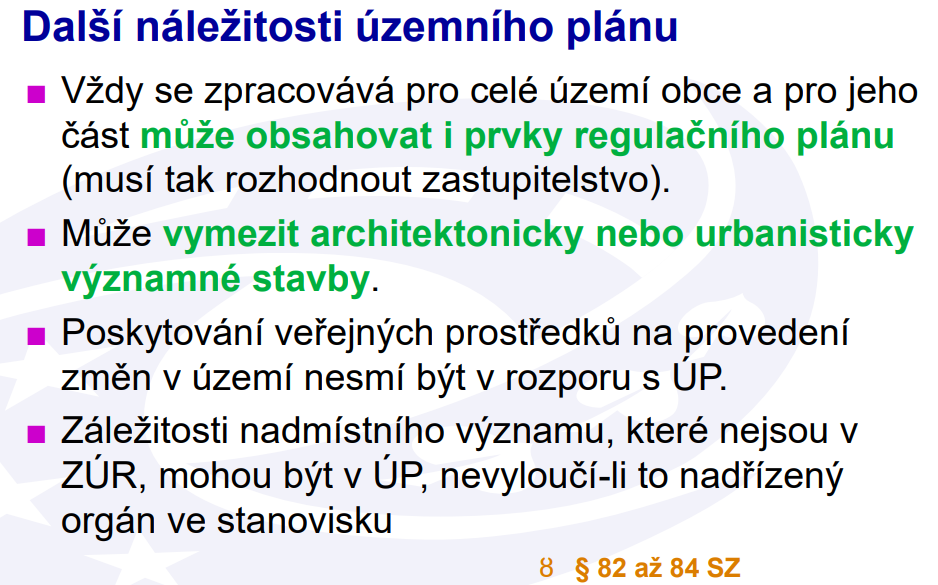 Další náležitosti územního plánu
Vždy se zpracovává pro celé území obce a pro jeho
část může obsahovat i prvky regulačního plánu
(musí tak rozhodnout zastupitelstvo).
Může vymezit architektonicky nebo urbanisticky
významné stavby.
Poskytování veřejných prostředků na provedení
změn v území nesmí být v rozporu s ÚP.
Záležitosti nadmístního významu, které nejsou v
ZÚR, mohou být v ÚP, nevyloučí-li to nadřízený
orgán ve stanovisku
8 § 82 až 84 SZ